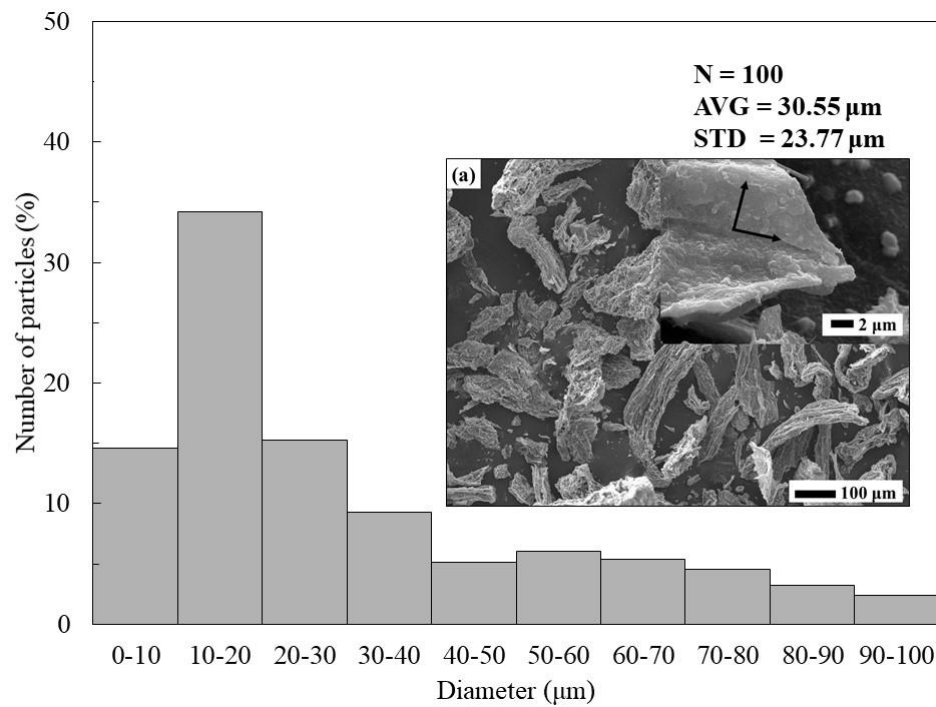 50
40
30
20
10
0
Number of particles (%)
N = 100
AVG = 30.55 µm
STD = 23.77 µm
(a)
2 µm
100 µm
0-10 10-20 20-30 30-40 40-50 50-60 60-70 70-80 80-90 90-100
Diameter (µm)